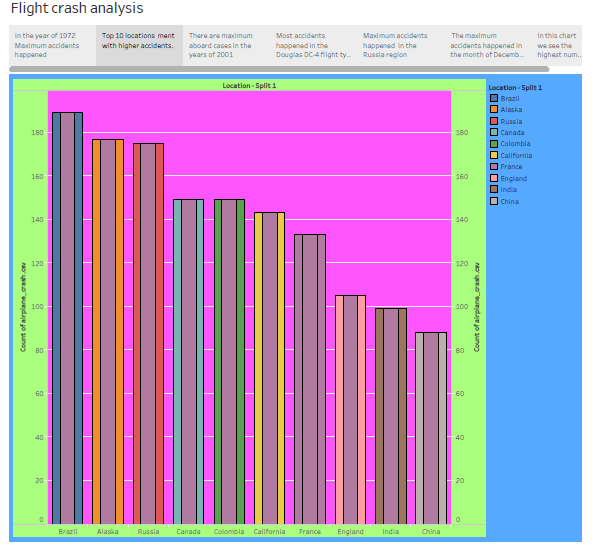 Flight crash analysis
In the year of 1972
Maximum accidents
happened
Top 10 locations ment
with higher accidents.
There are maximum
aboard cases in the
years of 2001
Most accidents
happened in the
Douglas DC-4 flight ty..
Maximum accidents
happened in the
Russia region
The maximum
accidents happened in
the month of Decemb..
In this chart
we see the
highest num..
Location - Split 1
Count of airplane_crash.csv
180
160
140
120
100
80
60
40
20
0
Brazil
Alaska
Russia
Canada
Colombia
California
France
England
India
China
180
160
140
120
100
80
60
40
20
0
Count of airplane_crash.csv
Location - Split 1
Brazil
Alaska
Russia
Canada
Colombia
California
France
England
India
China